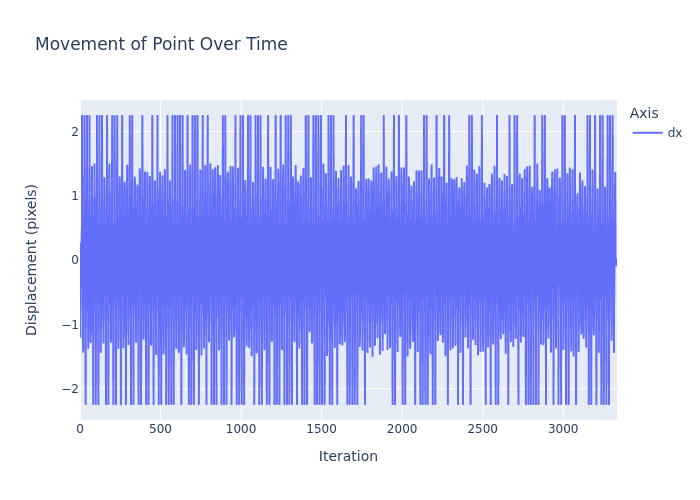 Movement of Point Over Time
Axis
dx
Displacement (pixels)
2
1
0
−1
−2
0
500
1000
1500
2000
2500
3000
Iteration